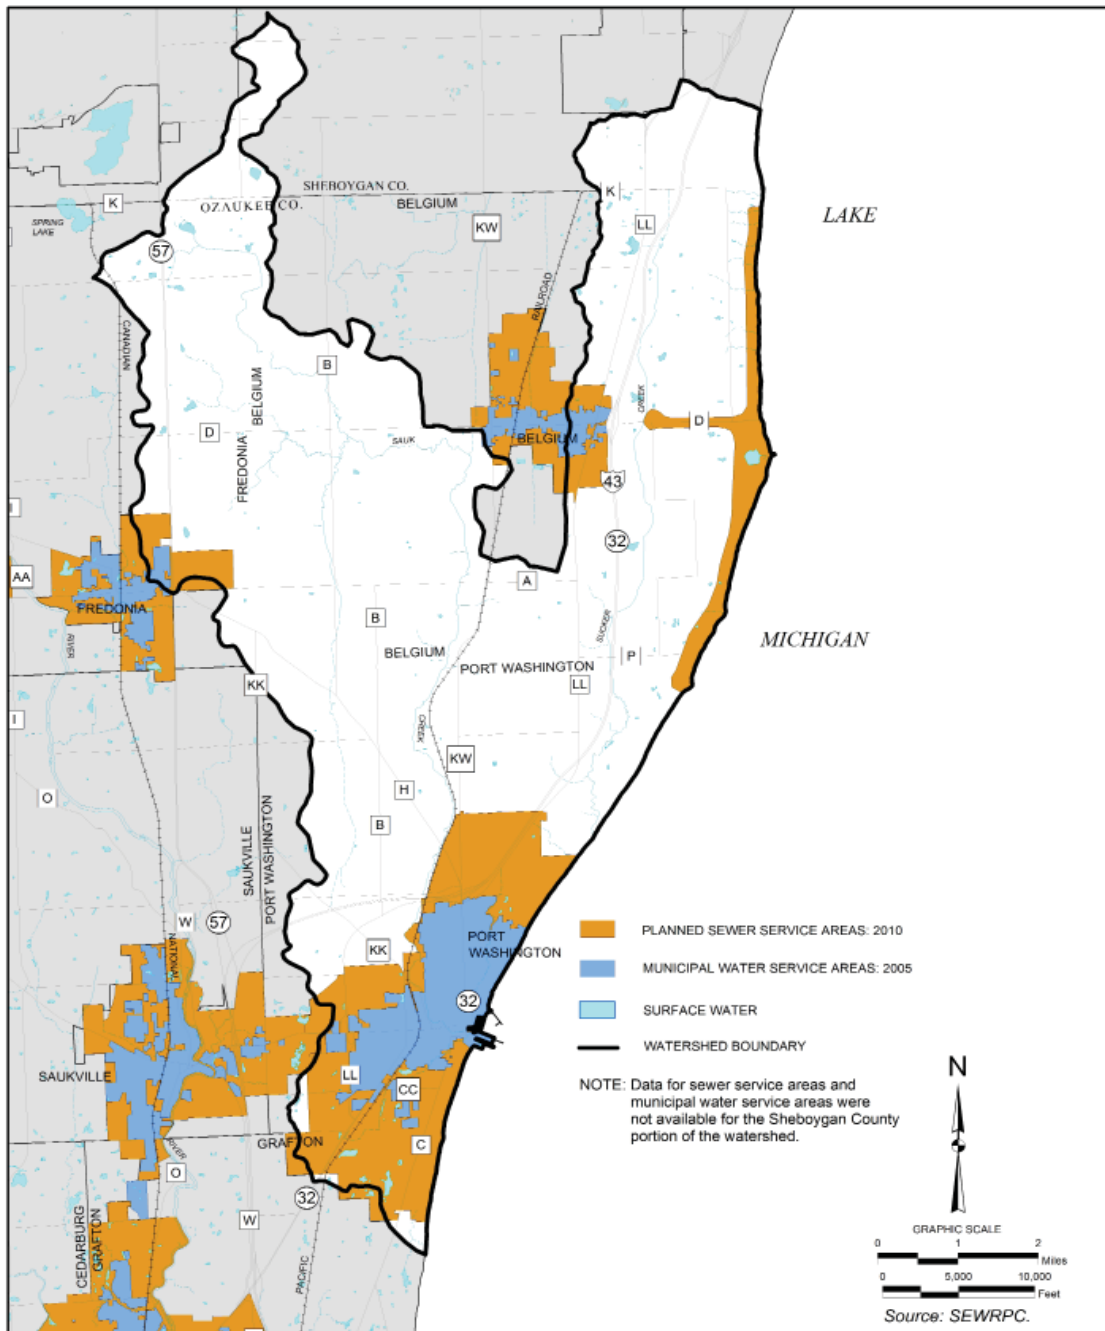 SHEBOYGAN CO.
K
OZAUKEE CO.
BELGIUM
K
SPRING
LAKE
KW
LL
LAKE
57
RAILROAD
CANADIAN
B
BELGIUM
CREEK
D
D
SAUK
BELGIUM
FREDONIA
43
I
32
AA
A
FREDONIA
B
SUCKER
MICHIGAN
RIVER
BELGIUM
P
PORT WASHINGTON
KK
LL
I
CREEK
KW
H
O
B
SAUKVILLE
PORT WASHINGTON
W
57
NATIONAL
KK
PORT
WASHINGTON
32
SAUKVILLE
LL
CC
GRAFTON
C
RIVER
O
32
W
CEDARBURG
GRAFTON
PACIFIC
PLANNED SEWER SERVICE AREAS: 2010
MUNICIPAL WATER SERVICE AREAS: 2005
SURFACE WATER
WATERSHED BOUNDARY
NOTE: Data for sewer service areas and
municipal water service areas were
not available for the Sheboygan County
portion of the watershed.
N
GRAPHIC SCALE
0 1 2
Miles
0 5,000 10,000
Feet
Source: SEWRPC.